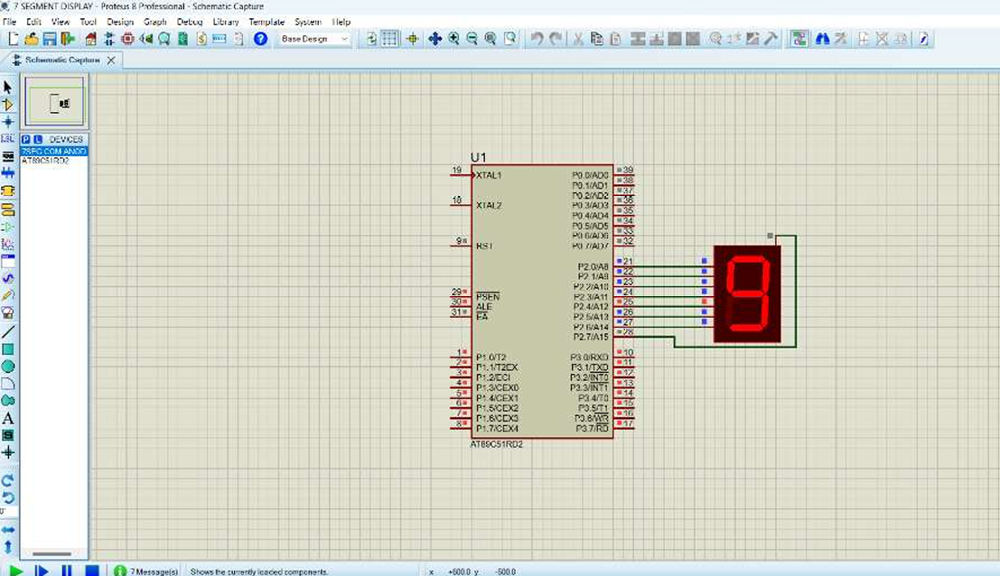 7 SEGMENT DISPLAY - Proteus 8 Professional - Schematic Capture
File Edit View Tool Design Graph Debug Library Template System Help
Base Design
Schematic Capture
P L DEVICES
7SEG COM ANOD
AT89C51RD2
U1
19 XTAL1
18 XTAL2
9 RST
29 PSEN
30 ALE
31 EA
1 P1.0/T2
2 P1.1/T2EX
3 P1.2/ECI
4 P1.3/CEX0
5 P1.4/CEX1
6 P1.5/CEX2
7 P1.6/CEX3
8 P1.7/CEX4
P0.0/AD0 39
P0.1/AD1 38
P0.2/AD2 37
P0.3/AD3 36
P0.4/AD4 35
P0.5/AD5 34
P0.6/AD6 33
P0.7/AD7 32
P2.0/A8 21
P2.1/A9 22
P2.2/A10 23
P2.3/A11 24
P2.4/A12 25
P2.5/A13 26
P2.6/A14 27
P2.7/A15 28
P3.0/RXD 10
P3.1/TXD 11
P3.2/INT0 12
P3.3/INT1 13
P3.4/T0 14
P3.5/T1 15
P3.6/WR 16
P3.7/RD 17
AT89C51RD2
9
7 Message(s) Shows the currently loaded components. x +600.0 y -500.0